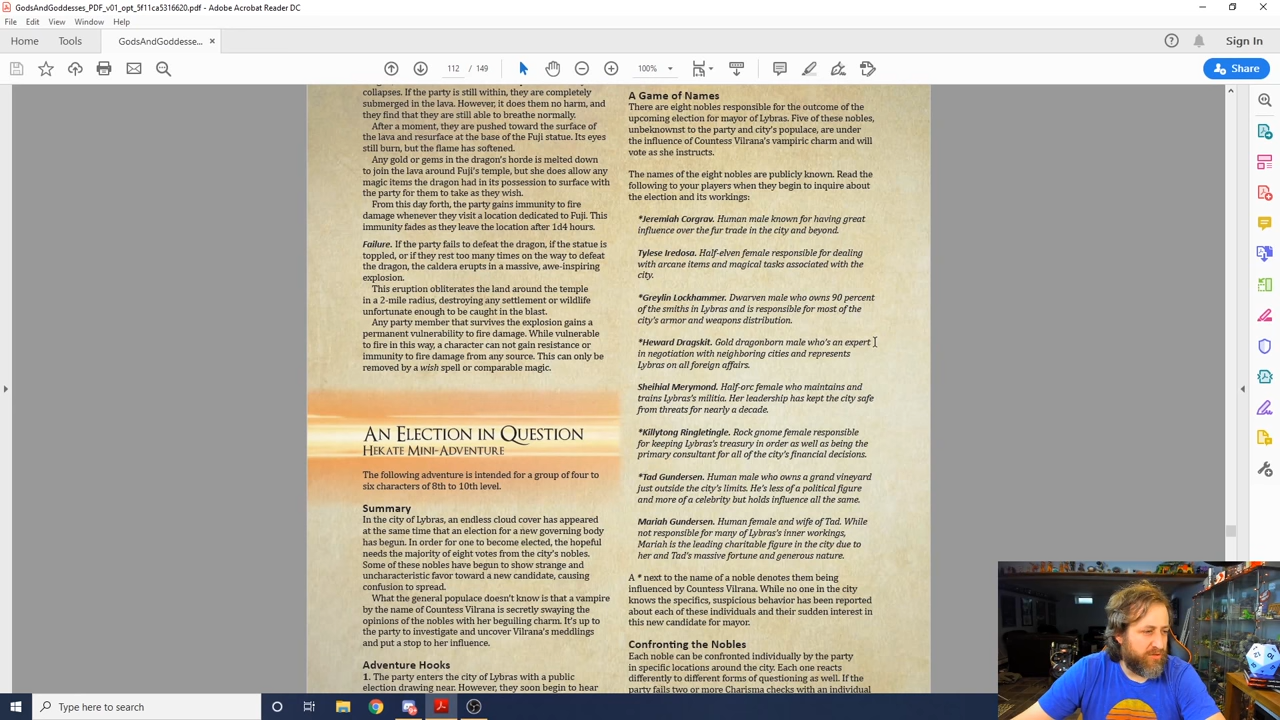 GodsAndGoddesses_PDF_v01_opt_5f11ca5316620.pdf - Adobe Acrobat Reader DC
File Edit View Window Help
Home Tools GodsAndGoddesse... × Sign In
112 / 149 100% Share
collapses. If the party is still within, they are completely
submerged in the lava. However, it does them no harm, and
they find that they are still able to breathe normally.
After a moment, they are pushed toward the surface of
the lava and resurface at the base of the Fuji statue. Its eyes
still burn, but the flame has softened.
Any gold or gems in the dragon's horde is melted down
to join the lava around Fuji's temple, but she does allow any
magic items the dragon had in its possession to surface with
the party for them to take as they wish.
From this day forth, the party gains immunity to fire
damage whenever they visit a location dedicated to Fuji. This
immunity fades as they leave the location after 1d4 hours.
Failure. If the party fails to defeat the dragon, if the statue is
toppled, or if they rest too many times on the way to defeat
the dragon, the caldera erupts in a massive, awe-inspiring
explosion.
This eruption obliterates the land around the temple
in a 2-mile radius, destroying any settlement or wildlife
unfortunate enough to be caught in the blast.
Any party member that survives the explosion gains a
permanent vulnerability to fire damage. While vulnerable
to fire in this way, a character can not gain resistance or
immunity to fire damage from any source. This can only be
removed by a wish spell or comparable magic.
An Election in Question
Hekate Mini-Adventure
The following adventure is intended for a group of four to
six characters of 8th to 10th level.
Summary
In the city of Lybras, an endless cloud cover has appeared
at the same time that an election for a new governing body
has begun. In order for one to become elected, the hopeful
needs the majority of eight votes from the city's nobles.
Some of these nobles have begun to show strange and
uncharacteristic favor toward a new candidate, causing
confusion to spread.
What the general populace doesn't know is that a vampire
by the name of Countess Vilrana is secretly swaying the
opinions of the nobles with her beguiling charm. It's up to
the party to investigate and uncover Vilrana's meddlings
and put a stop to her influence.
Adventure Hooks
1. The party enters the city of Lybras with a public
election drawing near. However, they soon begin to hear
A Game of Names
There are eight nobles responsible for the outcome of the
upcoming election for mayor of Lybras. Five of these nobles,
unbeknownst to the party and city's populace, are under
the influence of Countess Vilrana's vampiric charm and will
vote as she instructs.
The names of the eight nobles are publicly known. Read the
following to your players when they begin to inquire about
the election and its workings:
*Jeremiah Corgrav. Human male known for having great
influence over the fur trade in the city and beyond.
Tylese Iredosa. Half-elven female responsible for dealing
with arcane items and magical tasks associated with the
city.
*Greylin Lockhammer. Dwarven male who owns 90 percent
of the smiths in Lybras and is responsible for most of the
city's armor and weapons distribution.
*Heward Dragskit. Gold dragonborn male who's an expert
in negotiation with neighboring cities and represents
Lybras on all foreign affairs.
Sheihial Merymond. Half-orc female who maintains and
trains Lybras's militia. Her leadership has kept the city safe
from threats for nearly a decade.
*Killytong Ringletingle. Rock gnome female responsible
for keeping Lybras's treasury in order as well as being the
primary consultant for all of the city's financial decisions.
*Tad Gundersen. Human male who owns a grand vineyard
just outside the city's limits. He's less of a political figure
and more of a celebrity but holds influence all the same.
Mariah Gundersen. Human female and wife of Tad. While
not responsible for many of Lybras's inner workings,
Mariah is the leading charitable figure in the city due to
her and Tad's massive fortune and generous nature.
A * next to the name of a noble denotes them being
influenced by Countess Vilrana. While no one in the city
knows the specifics, suspicious behavior has been reported
about each of these individuals and their sudden interest in
this new candidate for mayor.
Confronting the Nobles
Each noble can be confronted individually by the party
in specific locations around the city. Each one reacts
differently to different forms of questioning as well. If the
party fails two or more Charisma checks with an individual
Type here to search